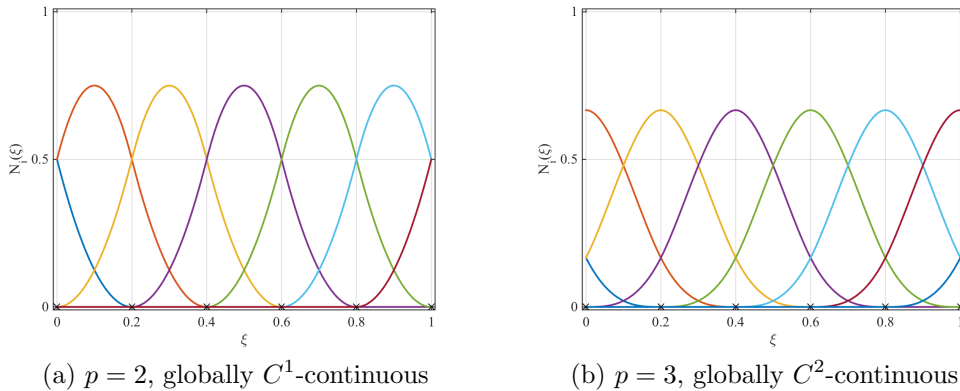 1
0.5
0
N_i(ξ)
0 0.2 0.4 0.6 0.8 1
ξ
(a) p = 2, globally C^1-continuous
1
0.5
0
N_i(ξ)
0 0.2 0.4 0.6 0.8 1
ξ
(b) p = 3, globally C^2-continuous